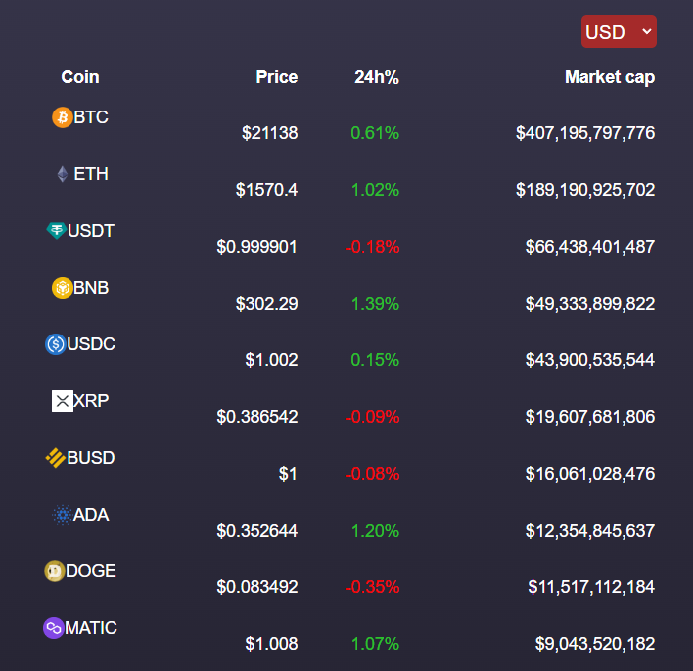 USD
Coin Price 24h% Market cap
BTC
$21138 0.61% $407,195,797,776
ETH
$1570.4 1.02% $189,190,925,702
USDT
$0.999901 -0.18% $66,438,401,487
BNB
$302.29 1.39% $49,333,899,822
USDC
$1.002 0.15% $43,900,535,544
XRP
$0.386542 -0.09% $19,607,681,806
BUSD
$1 -0.08% $16,061,028,476
ADA
$0.352644 1.20% $12,354,845,637
DOGE
$0.083492 -0.35% $11,517,112,184
MATIC
$1.008 1.07% $9,043,520,182